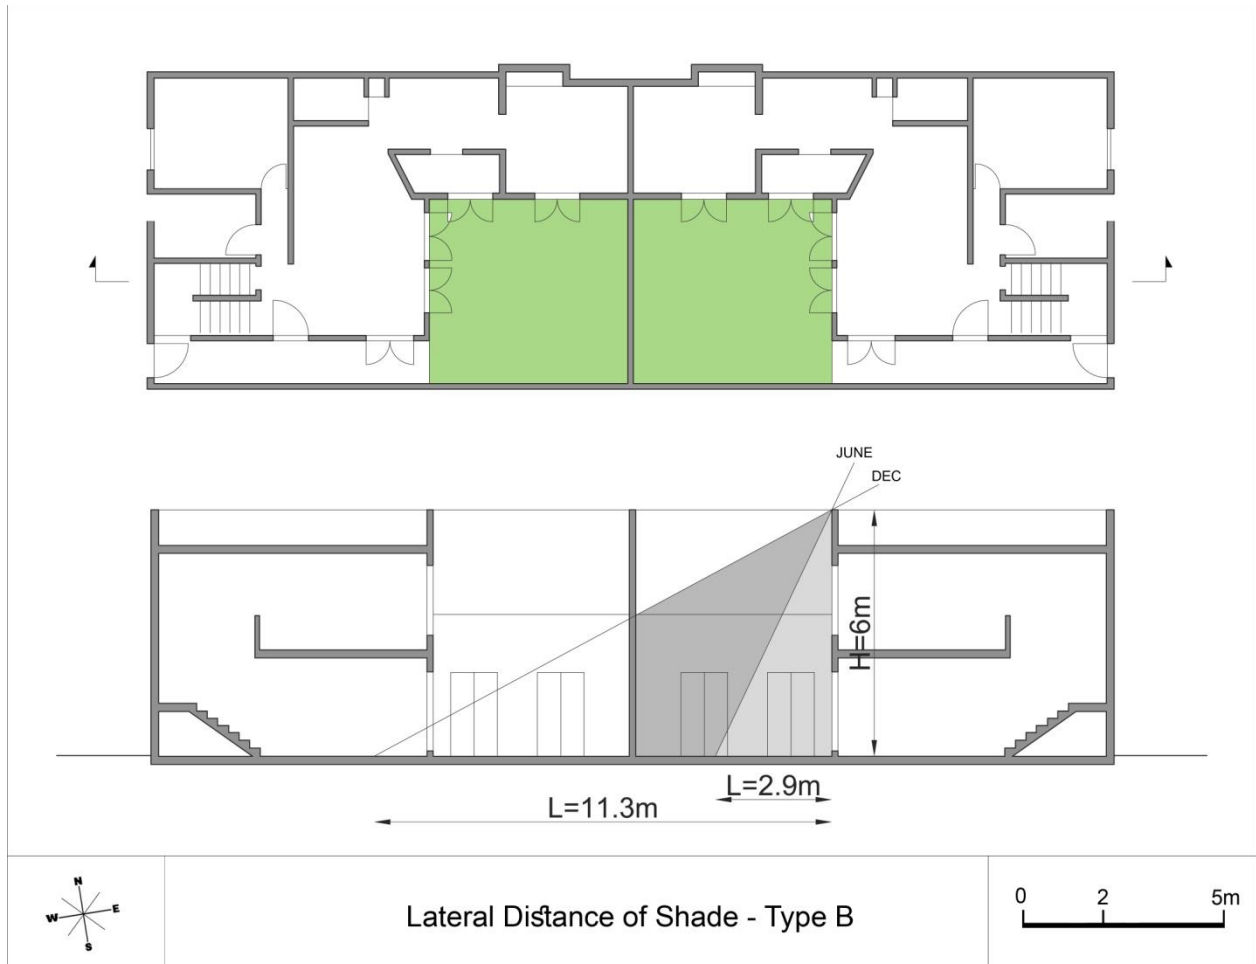 JUNE
DEC
H=6m
L=2.9m
L=11.3m
N
W
E
S
Lateral Distance of Shade - Type B
0 2 5m